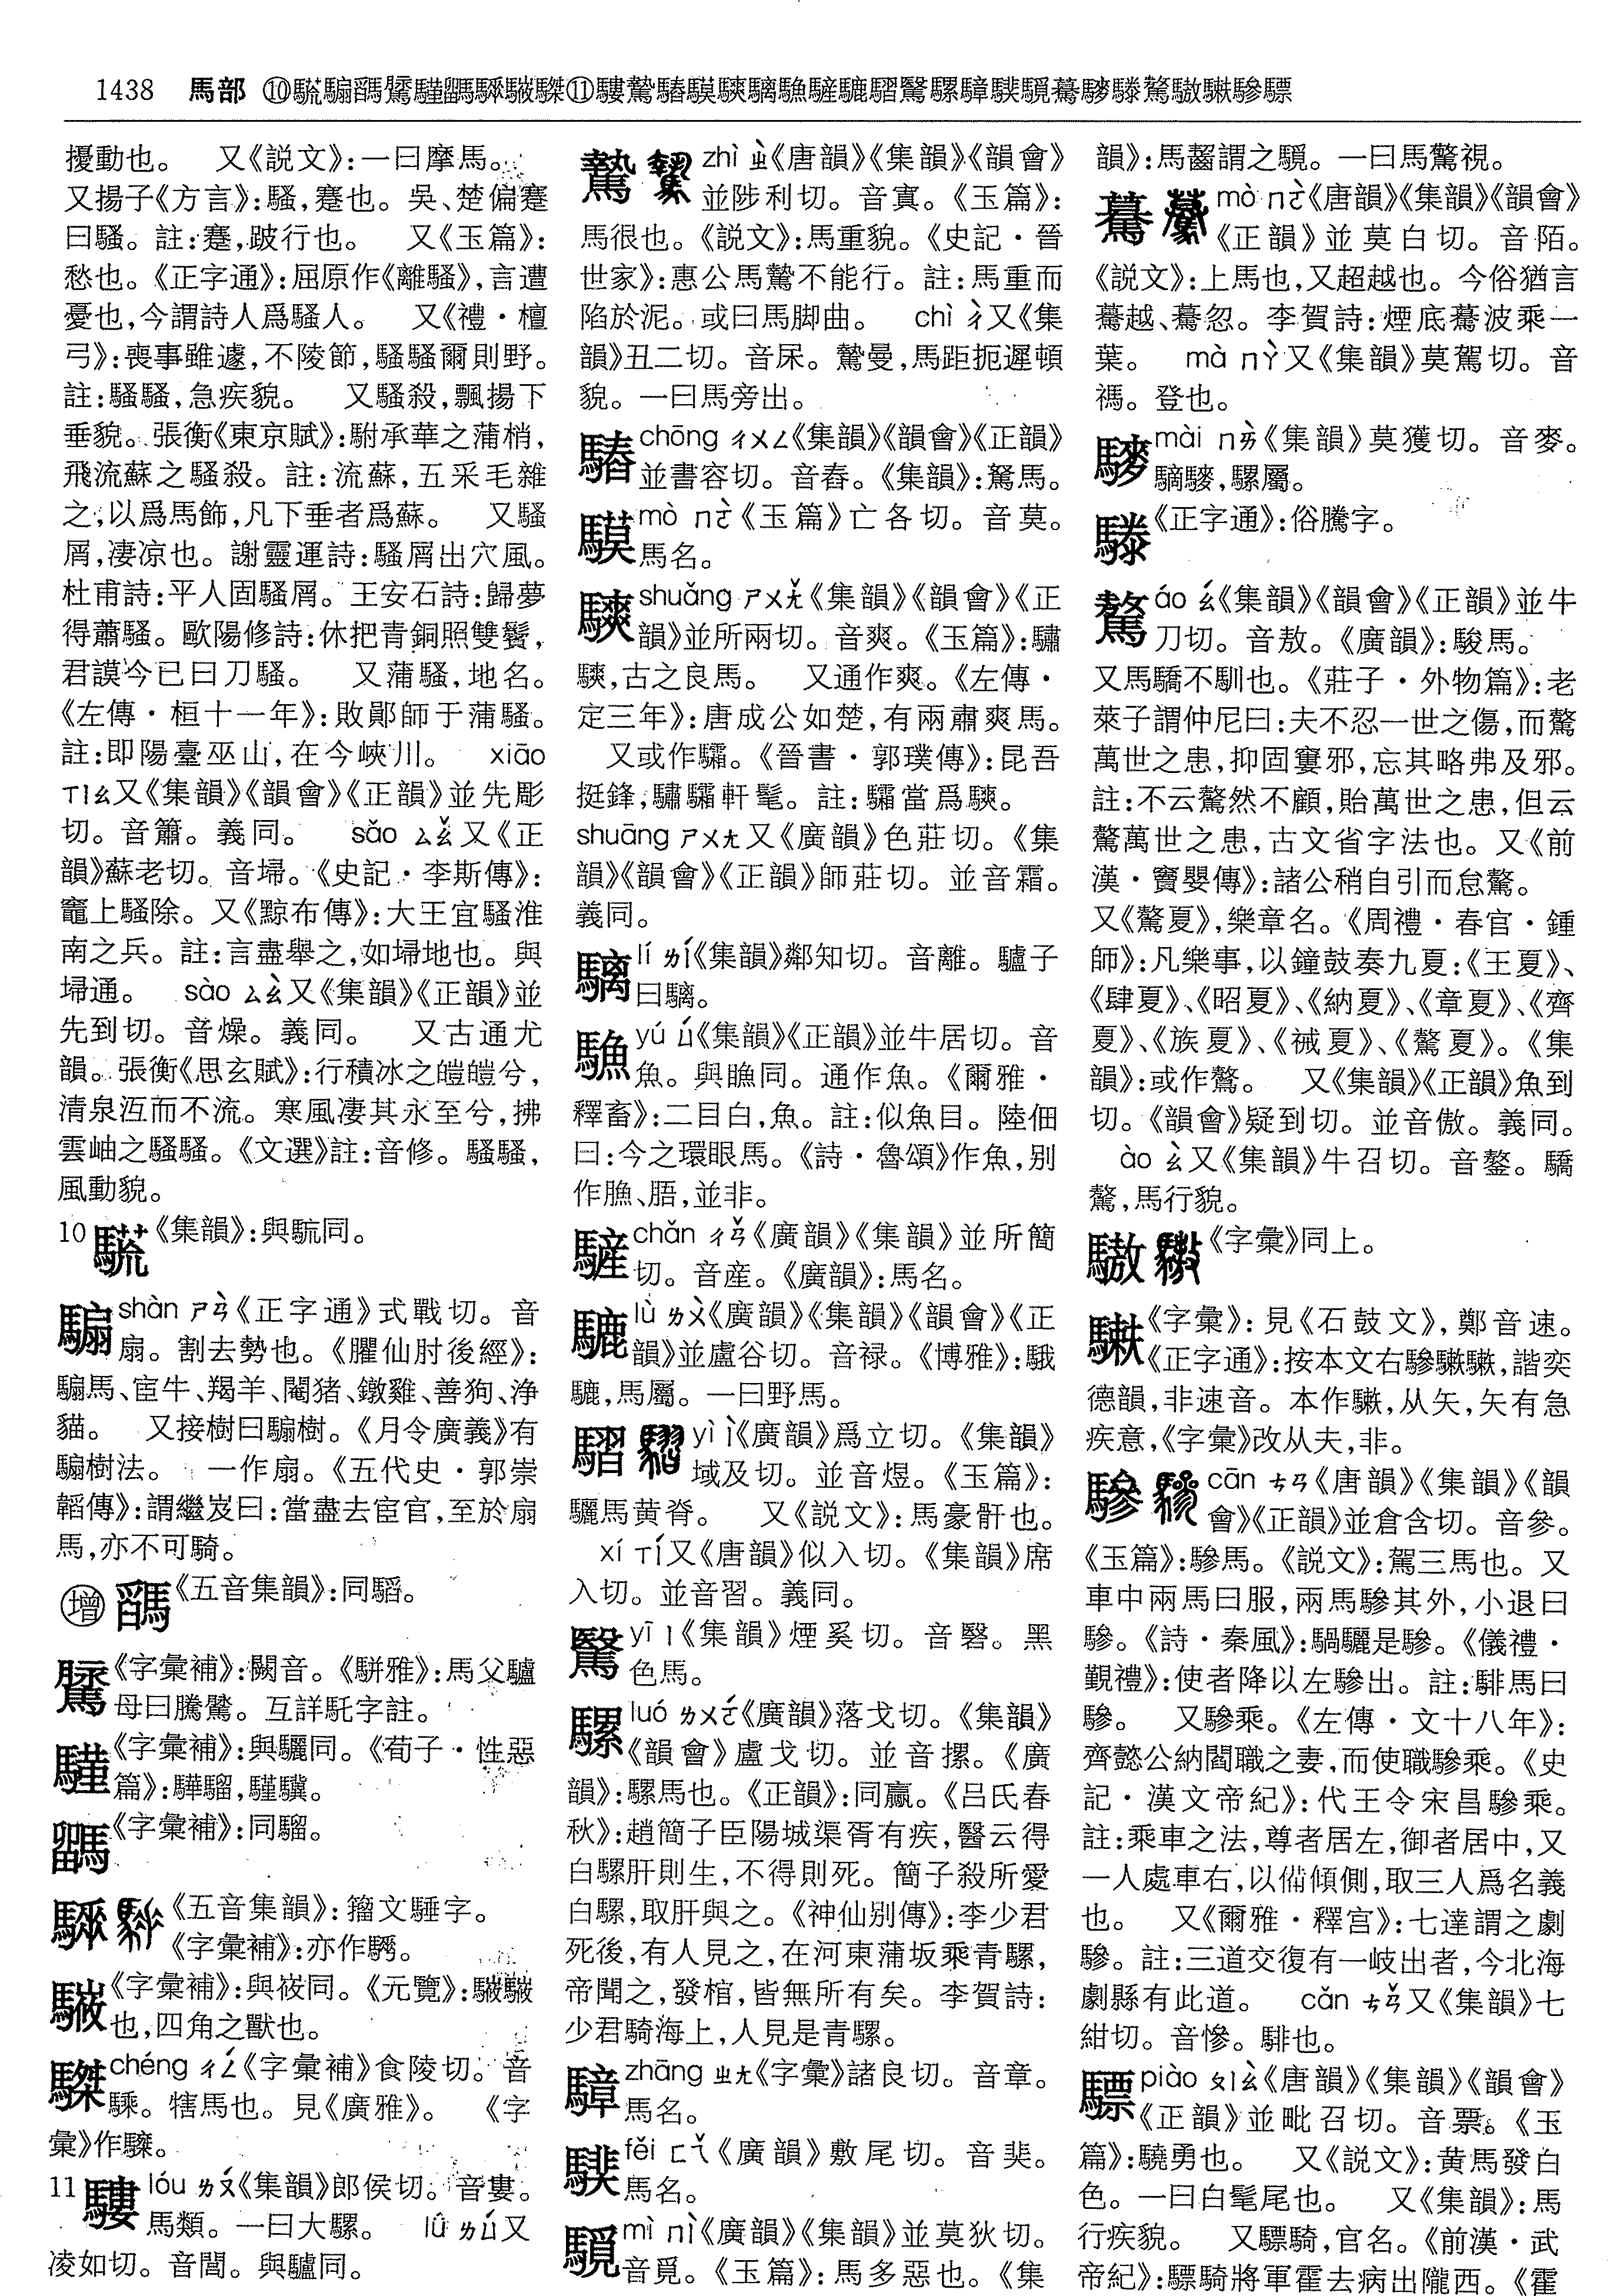 1438 馬部 ⑩⑪
擾動也。 又《説文》:一曰摩馬。
又揚子《方言》:騷,蹇也。吳、楚偏蹇
曰騷。註:蹇,跛行也。 又《玉篇》:
愁也。《正字通》:屈原作《離騷》,言遭
憂也,今謂詩人爲騷人。 又《禮·檀
弓》:喪事雖遽,不陵節,騷騷爾則野。
註:騷騷,急疾貌。 又騷殺,飄揚下
垂貌。張衡《東京賦》:駙承華之蒲梢,
飛流蘇之騷殺。註:流蘇,五采毛雜
之,以爲馬飾,凡下垂者爲蘇。 又騷
屑,凄凉也。謝靈運詩:騷屑出穴風。
杜甫詩:平人固騷屑。王安石詩:歸夢
得蕭騷。歐陽修詩:休把青銅照雙鬢,
君謨今已曰刀騷。 又蒲騷,地名。
《左傳·桓十一年》:敗鄖師于蒲騷。
註:即陽臺巫山,在今峽川。 xiāo
ㄒㄧㄠ又《集韻》《韻會》《正韻》並先彫
切。音簫。義同。 sǎo ㄙㄠˇ又《正
韻》蘇老切。音埽。《史記·李斯傳》:
竈上騷除。又《黥布傳》:大王宜騷淮
南之兵。註:言盡舉之,如埽地也。與
埽通。 sào ㄙㄠˋ又《集韻》《正韻》並
先到切。音燥。義同。 又古通尤
韻。張衡《思玄賦》:行積冰之皚皚兮,
清泉沍而不流。寒風凄其永至兮,拂
雲岫之騷騷。《文選》註:音修。騷騷,
風動貌。
10 《集韻》:與䮀同。
騸 shàn ㄕㄢˋ《正字通》式戰切。音
扇。割去勢也。《臞仙肘後經》:
騸馬、宦牛、羯羊、閹猪、鐓雞、善狗、净
貓。 又接樹曰騸樹。《月令廣義》有
騸樹法。 一作扇。《五代史·郭崇
韜傳》:謂繼岌曰:當盡去宦官,至於扇
馬,亦不可騎。
增 《五音集韻》:同騊。
《字彙補》:闕音。《駢雅》:馬父驢
母曰騰。互詳馲字註。
《字彙補》:與驪同。《荀子·性惡
篇》:驊騮,騹驥。
《字彙補》:同騮。
《五音集韻》:籀文騄字。
《字彙補》:亦作。
《字彙補》:與同。《元覽》:
也,四角之獸也。
chéng ㄔㄥˊ《字彙補》食陵切。音
騬。犗馬也。見《廣雅》。 《字
彙》作。
11 䮫 lóu ㄌㄡˊ《集韻》郎侯切。音婁。
馬類。一曰大騾。 lǘ ㄌㄩˊ又
凌如切。音閭。與驢同。
驇 zhì ㄓˋ《唐韻》《集韻》《韻會》
並陟利切。音寘。《玉篇》:
馬很也。《説文》:馬重貌。《史記·晉
世家》:惠公馬驇不能行。註:馬重而
陷於泥。或曰馬脚曲。 chì ㄔˋ又《集
韻》丑二切。音杘。驇曼,馬距扼遲頓
貌。一曰馬旁出。
䮵 chōng ㄔㄨㄥ《集韻》《韻會》《正韻》
並書容切。音舂。《集韻》:駑馬。
mò ㄇㄛˋ《玉篇》亡各切。音莫。
馬名。
騻 shuǎng ㄕㄨㄤˇ《集韻》《韻會》《正
韻》並所兩切。音爽。《玉篇》:驌
騻,古之良馬。 又通作爽。《左傳·
定三年》:唐成公如楚,有兩肅爽馬。
又或作驦。《晉書·郭璞傳》:昆吾
挺鋒,驌驦軒髦。註:驦當爲騻。
shuāng ㄕㄨㄤ又《廣韻》色莊切。《集
韻》《韻會》《正韻》師莊切。並音霜。
義同。
lí ㄌㄧˊ《集韻》鄰知切。音離。驢子
曰。
䰻 yú ㄩˊ《集韻》《正韻》並牛居切。音
魚。與瞧同。通作魚。《爾雅·
釋畜》:二目白,魚。註:似魚目。陸佃
曰:今之環眼馬。《詩·魯頌》作魚,别
作、䱷,並非。
chǎn ㄔㄢˇ《廣韻》《集韻》並所簡
切。音産。《廣韻》:馬名。
lù ㄌㄨˋ《廣韻》《集韻》《韻會》《正
韻》並盧谷切。音禄。《博雅》:騀
,馬屬。一曰野馬。
騽 yì ㄧˋ《廣韻》爲立切。《集韻》
域及切。並音煜。《玉篇》:
驪馬黄脊。 又《説文》:馬豪骭也。
xí ㄒㄧˊ又《唐韻》似入切。《集韻》席
入切。並音習。義同。
yī ㄧ《集韻》煙奚切。音翳。黑
色馬。
騾 luó ㄌㄨㄛˊ《廣韻》落戈切。《集韻》
《韻會》盧戈切。並音摞。《廣
韻》:騾馬也。《正韻》:同驘。《吕氏春
秋》:趙簡子臣陽城渠胥有疾,醫云得
白騾肝則生,不得則死。簡子殺所愛
白騾,取肝與之。《神仙别傳》:李少君
死後,有人見之,在河東蒲坂乘青騾,
帝聞之,發棺,皆無所有矣。李賀詩:
少君騎海上,人見是青騾。
騿 zhāng ㄓㄤ《字彙》諸良切。音章。
馬名。
fěi ㄈㄟˇ《廣韻》敷尾切。音斐。
馬名。
mì ㄇㄧˋ《廣韻》《集韻》並莫狄切。
音覓。《玉篇》:馬多惡也。《集
韻》:馬齧謂之。一曰馬驚視。
驀 mò ㄇㄛˋ《唐韻》《集韻》《韻會》
《正韻》並莫白切。音陌。
《説文》:上馬也,又超越也。今俗猶言
驀越、驀忽。李賀詩:煙底驀波乘一
葉。 mà ㄇㄚˋ又《集韻》莫駕切。音
禡。登也。
mài ㄇㄞˋ《集韻》莫獲切。音麥。
,騾屬。
《正字通》:俗騰字。
驁 áo ㄠˊ《集韻》《韻會》《正韻》並牛
刀切。音敖。《廣韻》:駿馬。
又馬驕不馴也。《莊子·外物篇》:老
萊子謂仲尼曰:夫不忍一世之傷,而驁
萬世之患,抑固窶邪,忘其略弗及邪。
註:不云驁然不顧,貽萬世之患,但云
驁萬世之患,古文省字法也。又《前
漢·竇嬰傳》:諸公稍自引而怠驁。
又《驁夏》,樂章名。《周禮·春官·鍾
師》:凡樂事,以鐘鼓奏九夏:《王夏》、
《肆夏》、《昭夏》、《納夏》、《章夏》、《齊
夏》、《族夏》、《祴夏》、《驁夏》。《集
韻》:或作驁。 又《集韻》《正韻》魚到
切。《韻會》疑到切。並音傲。義同。
ào ㄠˋ又《集韻》牛召切。音獟。驕
驁,馬行貌。
《字彙》同上。
《字彙》:見《石鼓文》,鄭音速。
《正字通》:按本文右驂,諧奕
德韻,非速音。本作,从矢,矢有急
疾意,《字彙》改从夫,非。
驂 cān ㄘㄢ《唐韻》《集韻》《韻
會》《正韻》並倉含切。音參。
《玉篇》:驂馬。《説文》:駕三馬也。又
車中兩馬曰服,兩馬驂其外,小退曰
驂。《詩·秦風》:騧驪是驂。《儀禮·
覲禮》:使者降以左驂出。註:騑馬曰
驂。 又驂乘。《左傳·文十八年》:
齊懿公納閻職之妻,而使職驂乘。《史
記·漢文帝紀》:代王令宋昌驂乘。
註:乘車之法,尊者居左,御者居中,又
一人處車右,以備傾側,取三人爲名義
也。 又《爾雅·釋宫》:七達謂之劇
驂。註:三道交復有一岐出者,今北海
劇縣有此道。 cǎn ㄘㄢˇ又《集韻》七
紺切。音慘。騑也。
驃 piào ㄆㄧㄠˋ《唐韻》《集韻》《韻會》
《正韻》並毗召切。音票。《玉
篇》:驍勇也。 又《説文》:黄馬發白
色。一曰白髦尾也。 又《集韻》:馬
行疾貌。 又驃騎,官名。《前漢·武
帝紀》:驃騎將軍霍去病出隴西。《霍